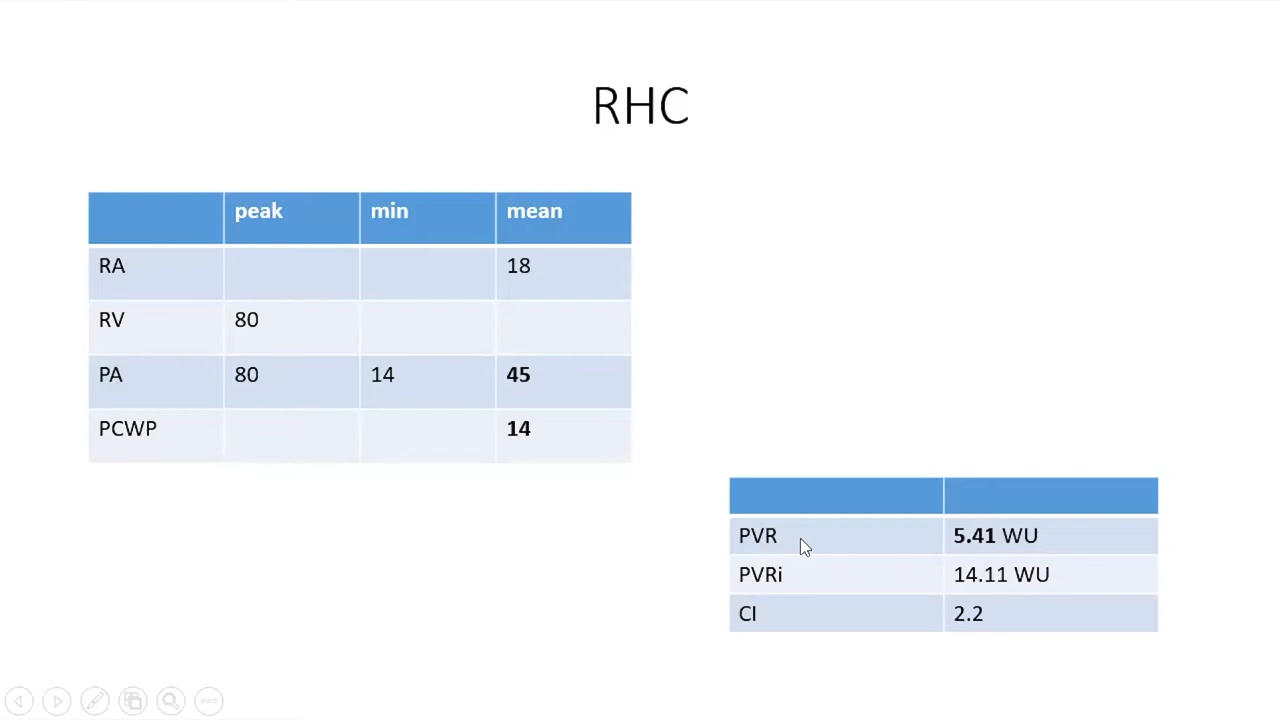 RHC
peak min mean
RA 18
RV 80
PA 80 14 45
PCWP 14
PVR 5.41 WU
PVRi 14.11 WU
CI 2.2